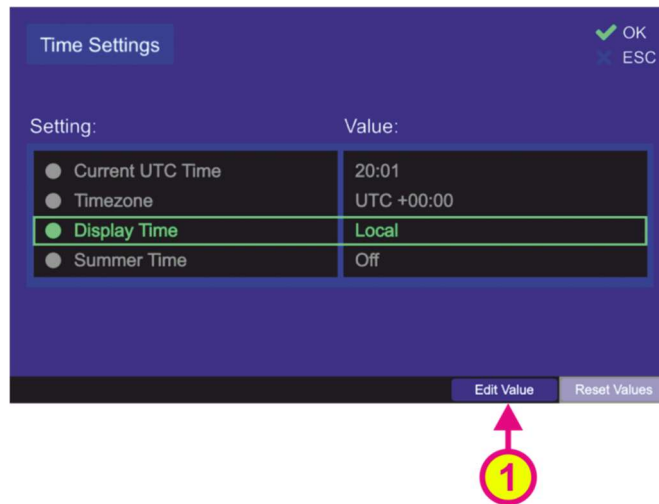 Time Settings
OK
ESC
Setting: Value:
Current UTC Time 20:01
Timezone UTC +00:00
Display Time Local
Summer Time Off
Edit Value Reset Values
1